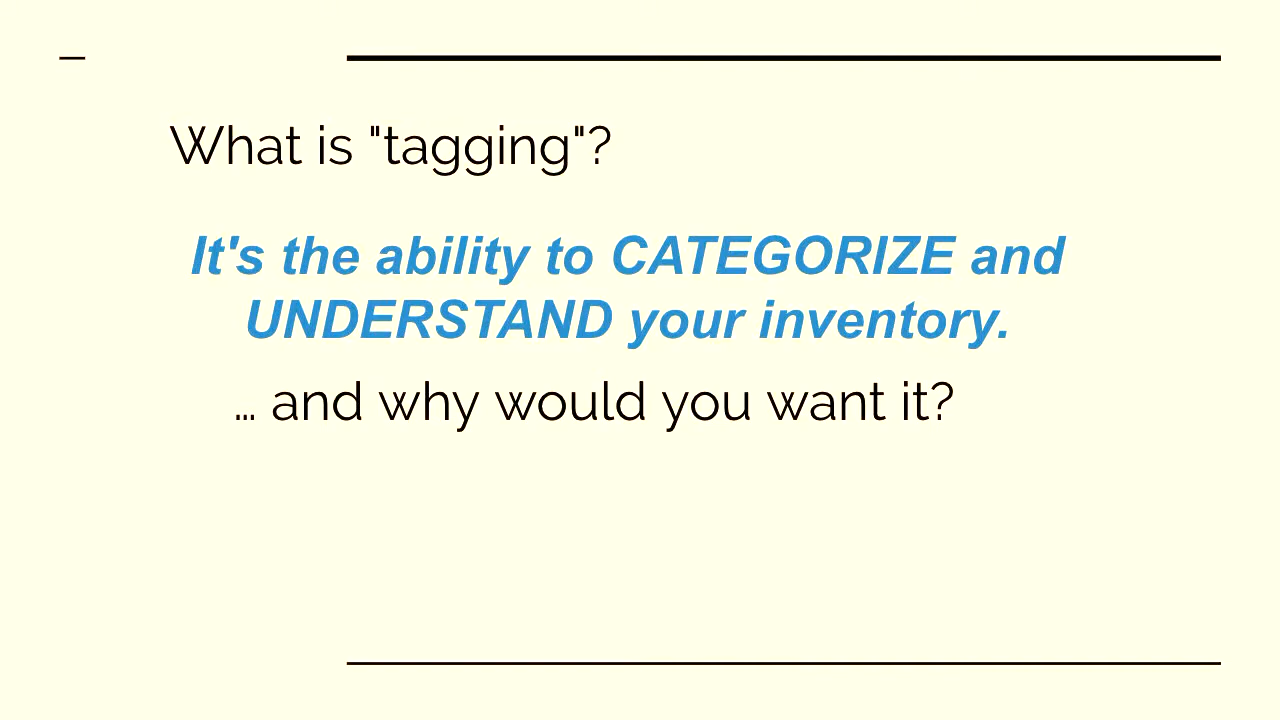 What is "tagging"?
It's the ability to CATEGORIZE and
UNDERSTAND your inventory.
... and why would you want it?